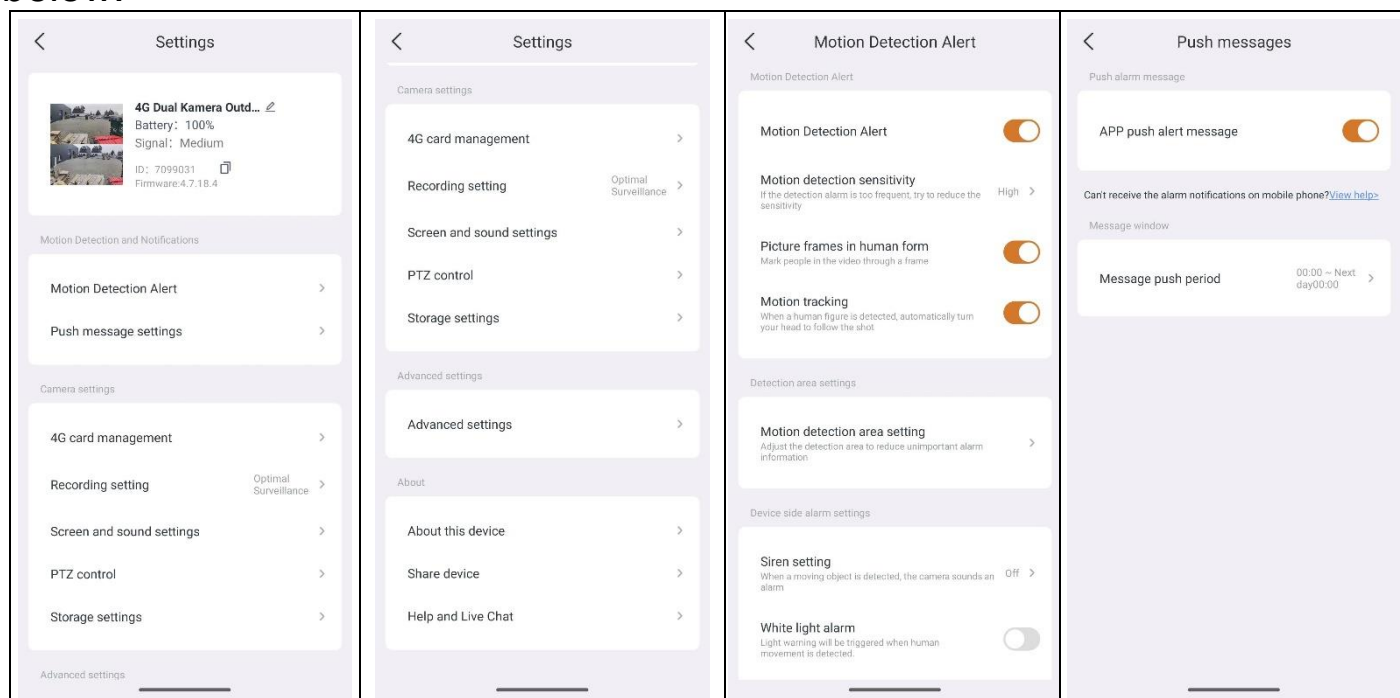 Settings
4G Dual Kamera Outd...
Battery: 100%
Signal: Medium
ID: 7099031
Firmware:4.7.18.4
Motion Detection and Notifications
Motion Detection Alert
Push message settings
Camera settings
4G card management
Recording setting
Optimal
Surveillance
Screen and sound settings
PTZ control
Storage settings
Advanced settings
Settings
Camera settings
4G card management
Recording setting
Optimal
Surveillance
Screen and sound settings
PTZ control
Storage settings
Advanced settings
Advanced settings
About
About this device
Share device
Help and Live Chat
Motion Detection Alert
Motion Detection Alert
Motion Detection Alert
Motion detection sensitivity
If the detection alarm is too frequent, try to reduce the
sensitivity
High
Picture frames in human form
Mark people in the video through a frame
Motion tracking
When a human figure is detected, automatically turn
your head to follow the shot
Detection area settings
Motion detection area setting
Adjust the detection area to reduce unimportant alarm
information
Device side alarm settings
Siren setting
When a moving object is detected, the camera sounds an
alarm
Off
White light alarm
Light warning will be triggered when human
movement is detected.
Push messages
Push alarm message
APP push alert message
Can't receive the alarm notifications on mobile phone?View help>
Message window
Message push period
00:00 ~ Next
day00:00